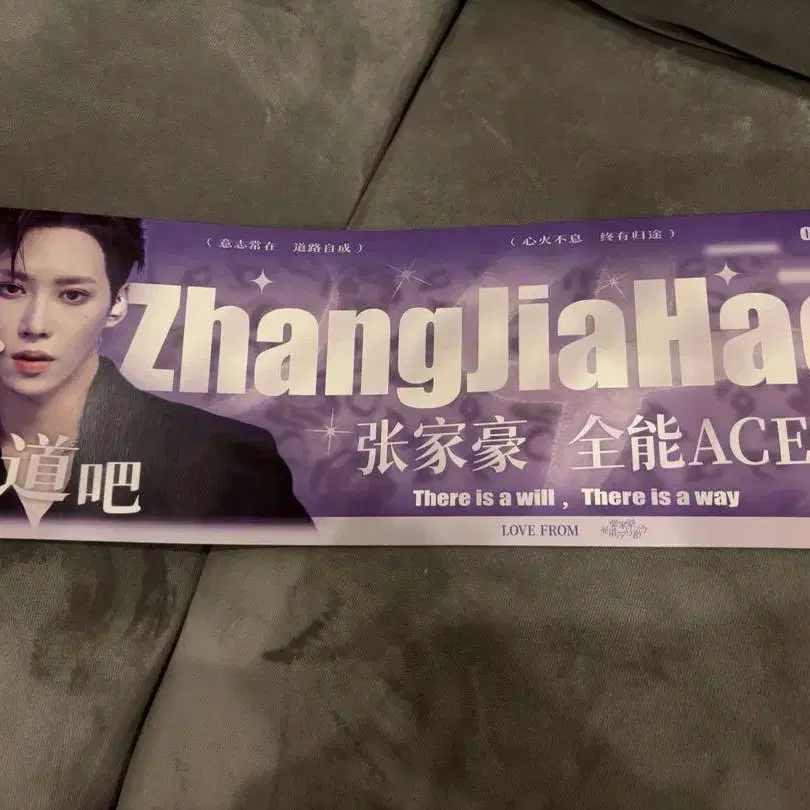 （ 意志常在 道路自成 ）
（ 心火不息 终有归途 ）
ZhangJiaHa
张家豪 全能ACE
道吧
There is a will , There is a way
LOVE FROM